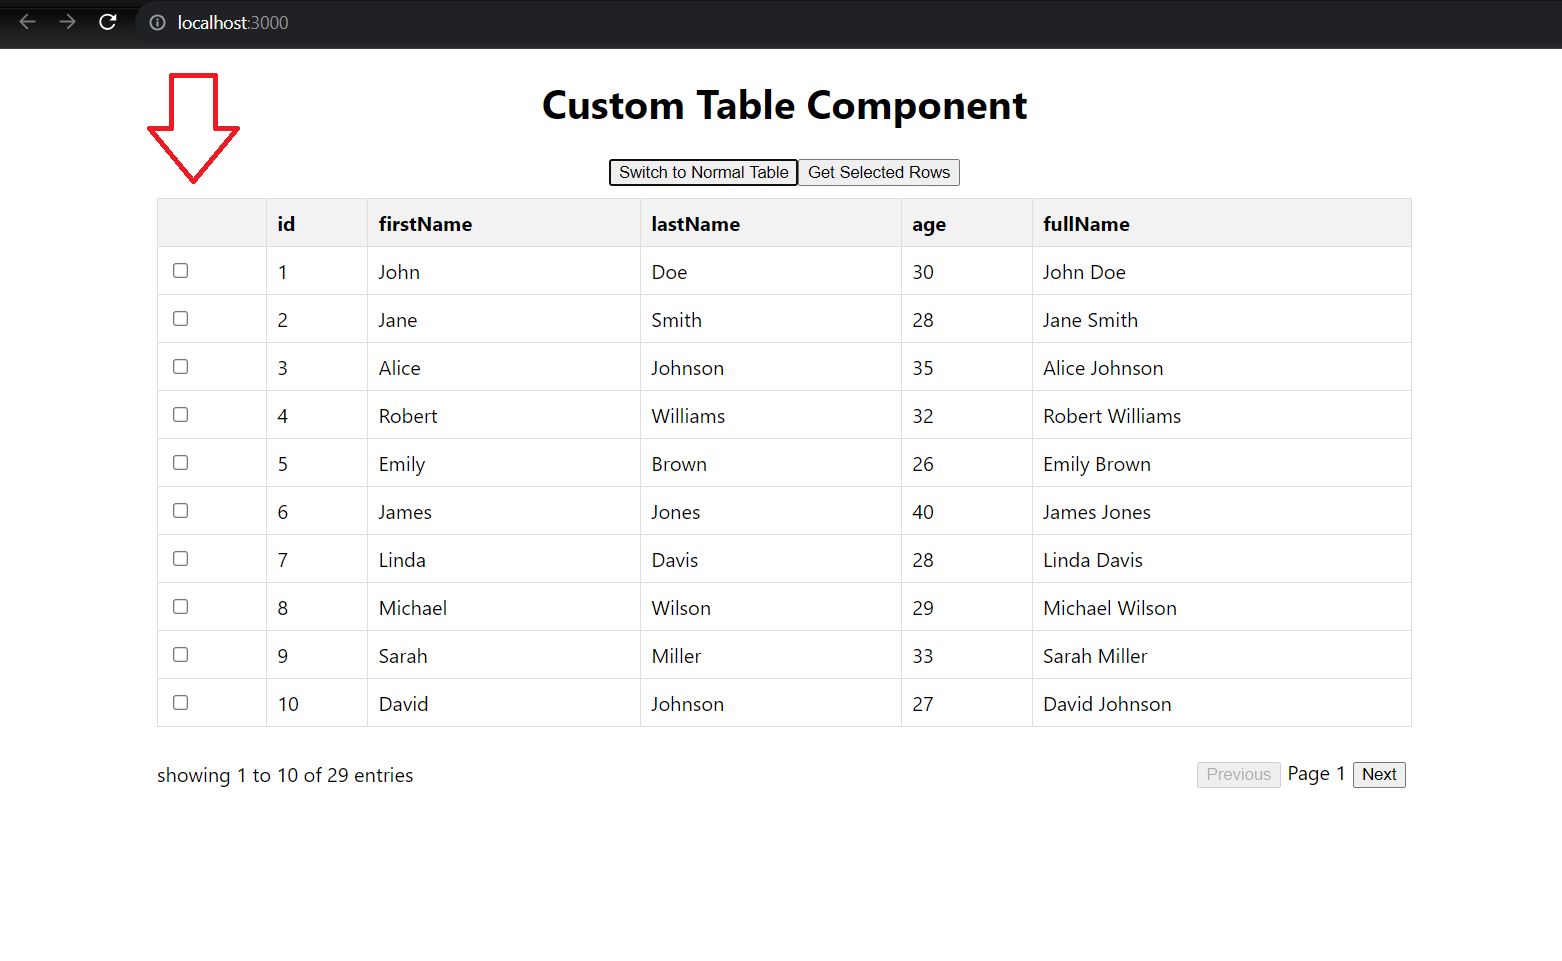 localhost:3000
Custom Table Component
Switch to Normal Table Get Selected Rows
id firstName lastName age fullName
1 John Doe 30 John Doe
2 Jane Smith 28 Jane Smith
3 Alice Johnson 35 Alice Johnson
4 Robert Williams 32 Robert Williams
5 Emily Brown 26 Emily Brown
6 James Jones 40 James Jones
7 Linda Davis 28 Linda Davis
8 Michael Wilson 29 Michael Wilson
9 Sarah Miller 33 Sarah Miller
10 David Johnson 27 David Johnson
showing 1 to 10 of 29 entries Previous Page 1 Next